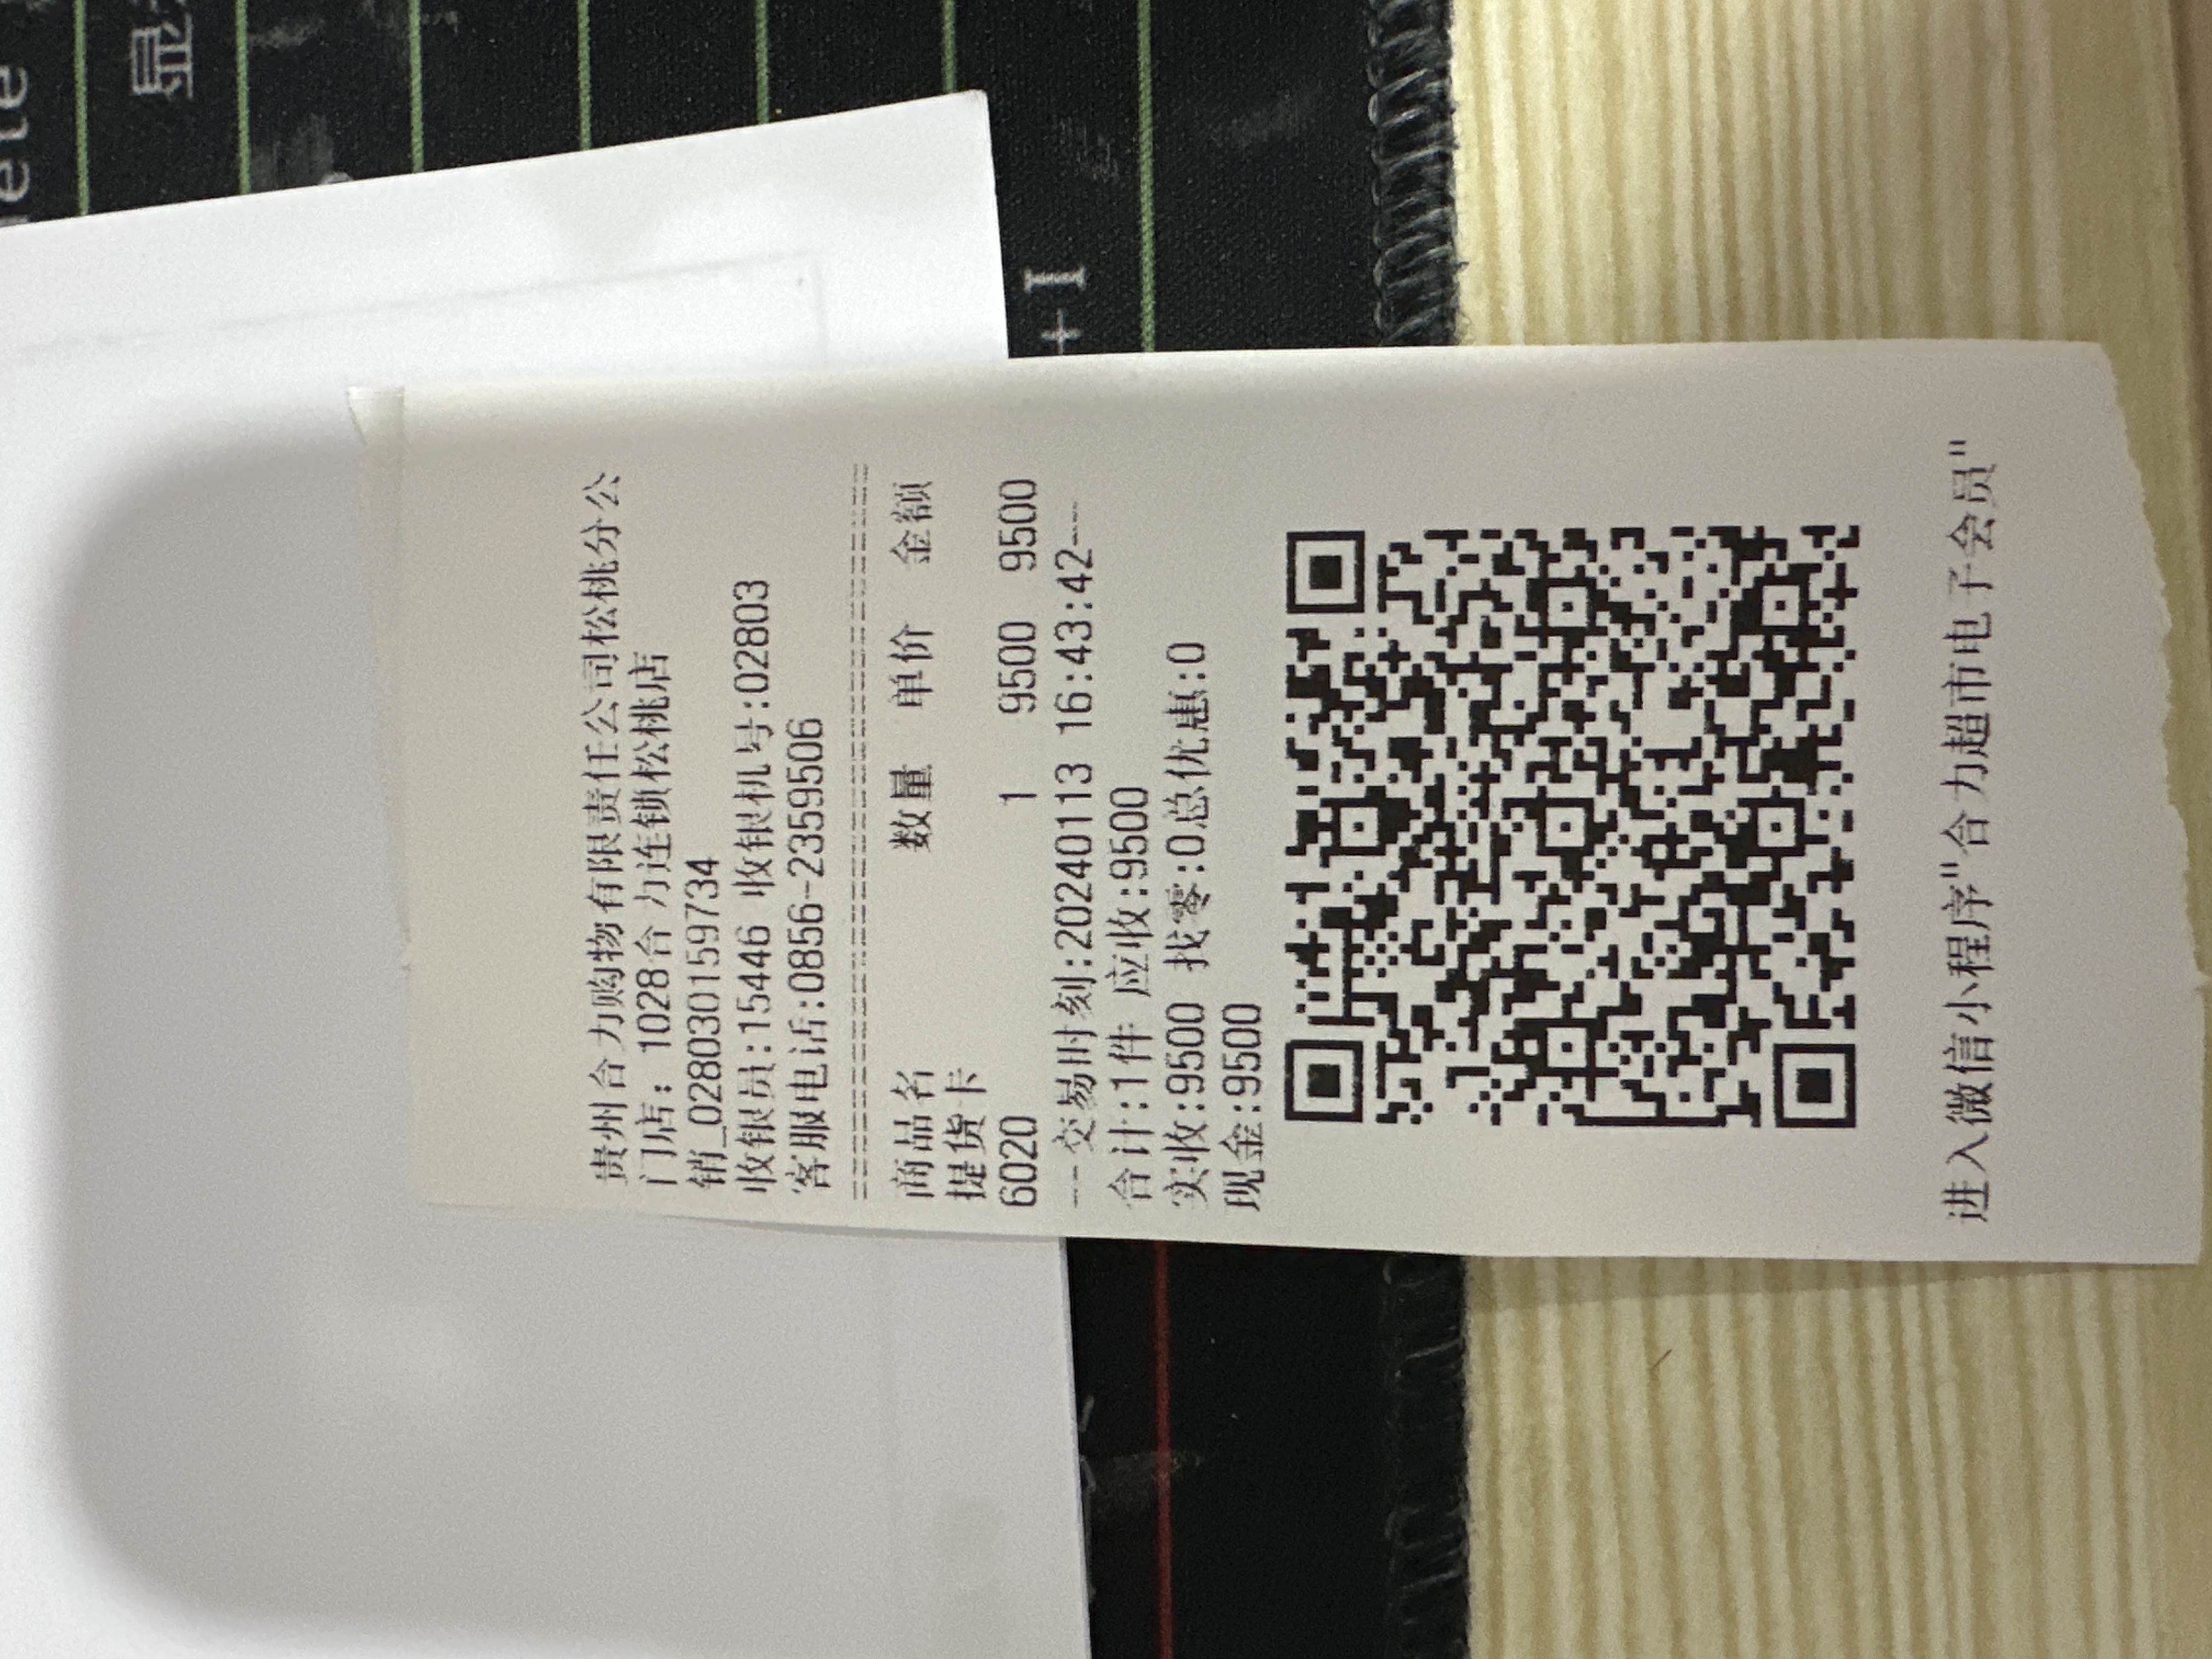 贵州合力购物有限责任公司松桃分公
门店: 1028合力连锁松桃店
销_028030159734
收银员:15446 收银机号:02803
客服电话:0856-2359506
商品名 数量 单价 金额
提货卡
6020 1 9500 9500
--交易时刻:20240113 16:43:42---
合计:1件 应收:9500
实收:9500 找零:0总优惠:0
现金:9500
进入微信小程序"合力超市电子会员"
+I